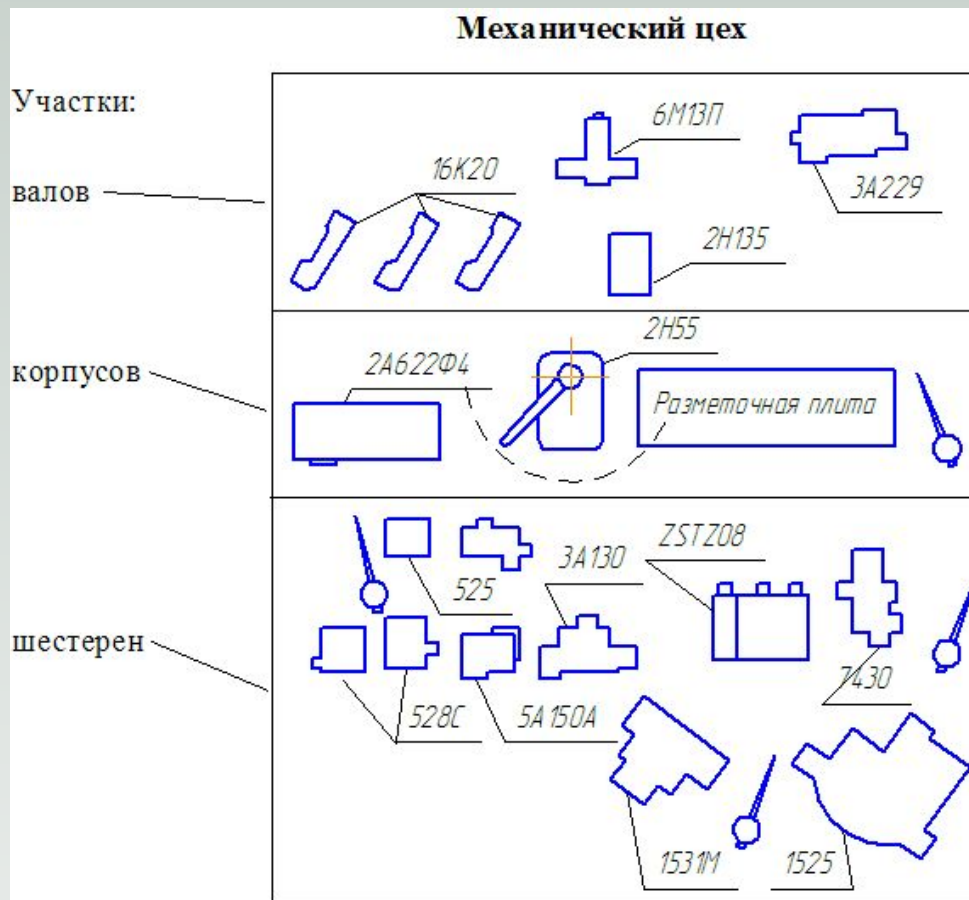 Механический цех
Участки:
валов
6М13П
16К20
3А229
2Н135
корпусов
2А622Ф4
2Н55
Разметочная плита
шестерен
525
3А130
ZSTZ08
7430
528С
5А150А
1531М
1525